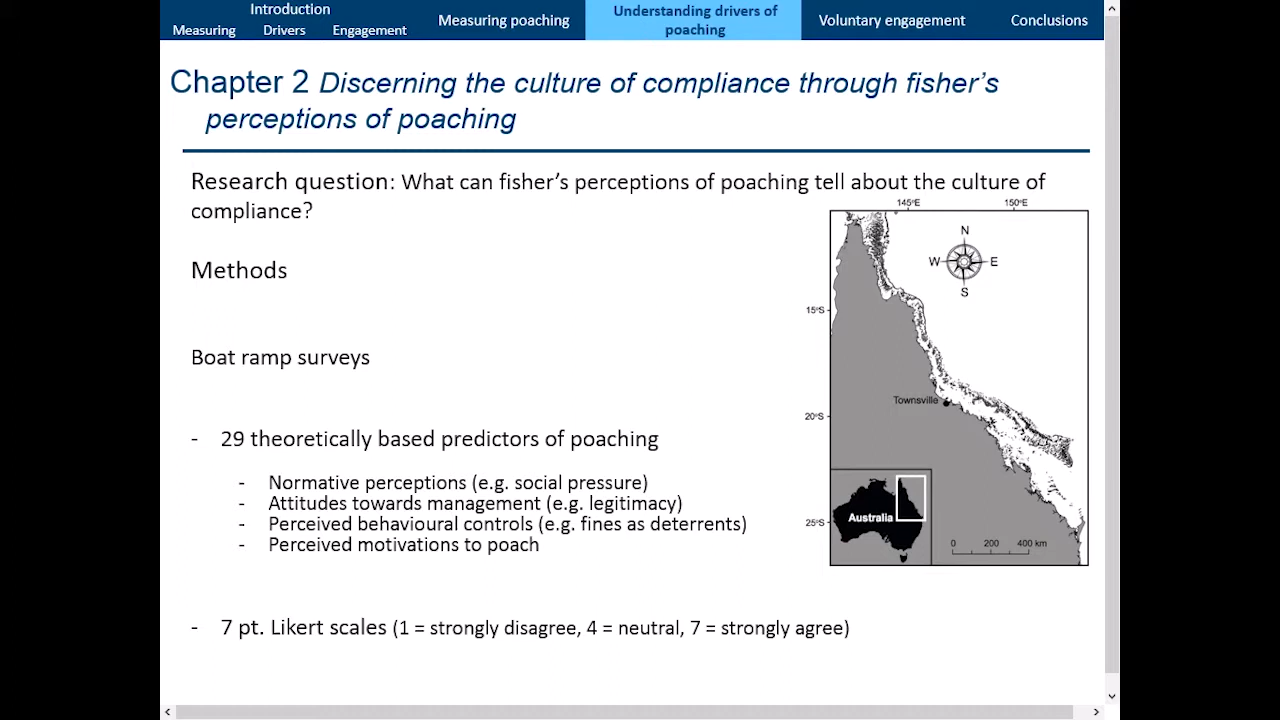 Introduction
Measuring Drivers Engagement
Measuring poaching
Understanding drivers of
poaching
Voluntary engagement
Conclusions
Chapter 2 Discerning the culture of compliance through fisher's
perceptions of poaching
Research question: What can fisher's perceptions of poaching tell about the culture of
compliance?
Methods
Boat ramp surveys
- 29 theoretically based predictors of poaching
- Normative perceptions (e.g. social pressure)
- Attitudes towards management (e.g. legitimacy)
- Perceived behavioural controls (e.g. fines as deterrents)
- Perceived motivations to poach
- 7 pt. Likert scales (1 = strongly disagree, 4 = neutral, 7 = strongly agree)
145°E 150°E
N
W E
S
15°S
Townsville
20°S
Australia
25°S
0 200 400 km